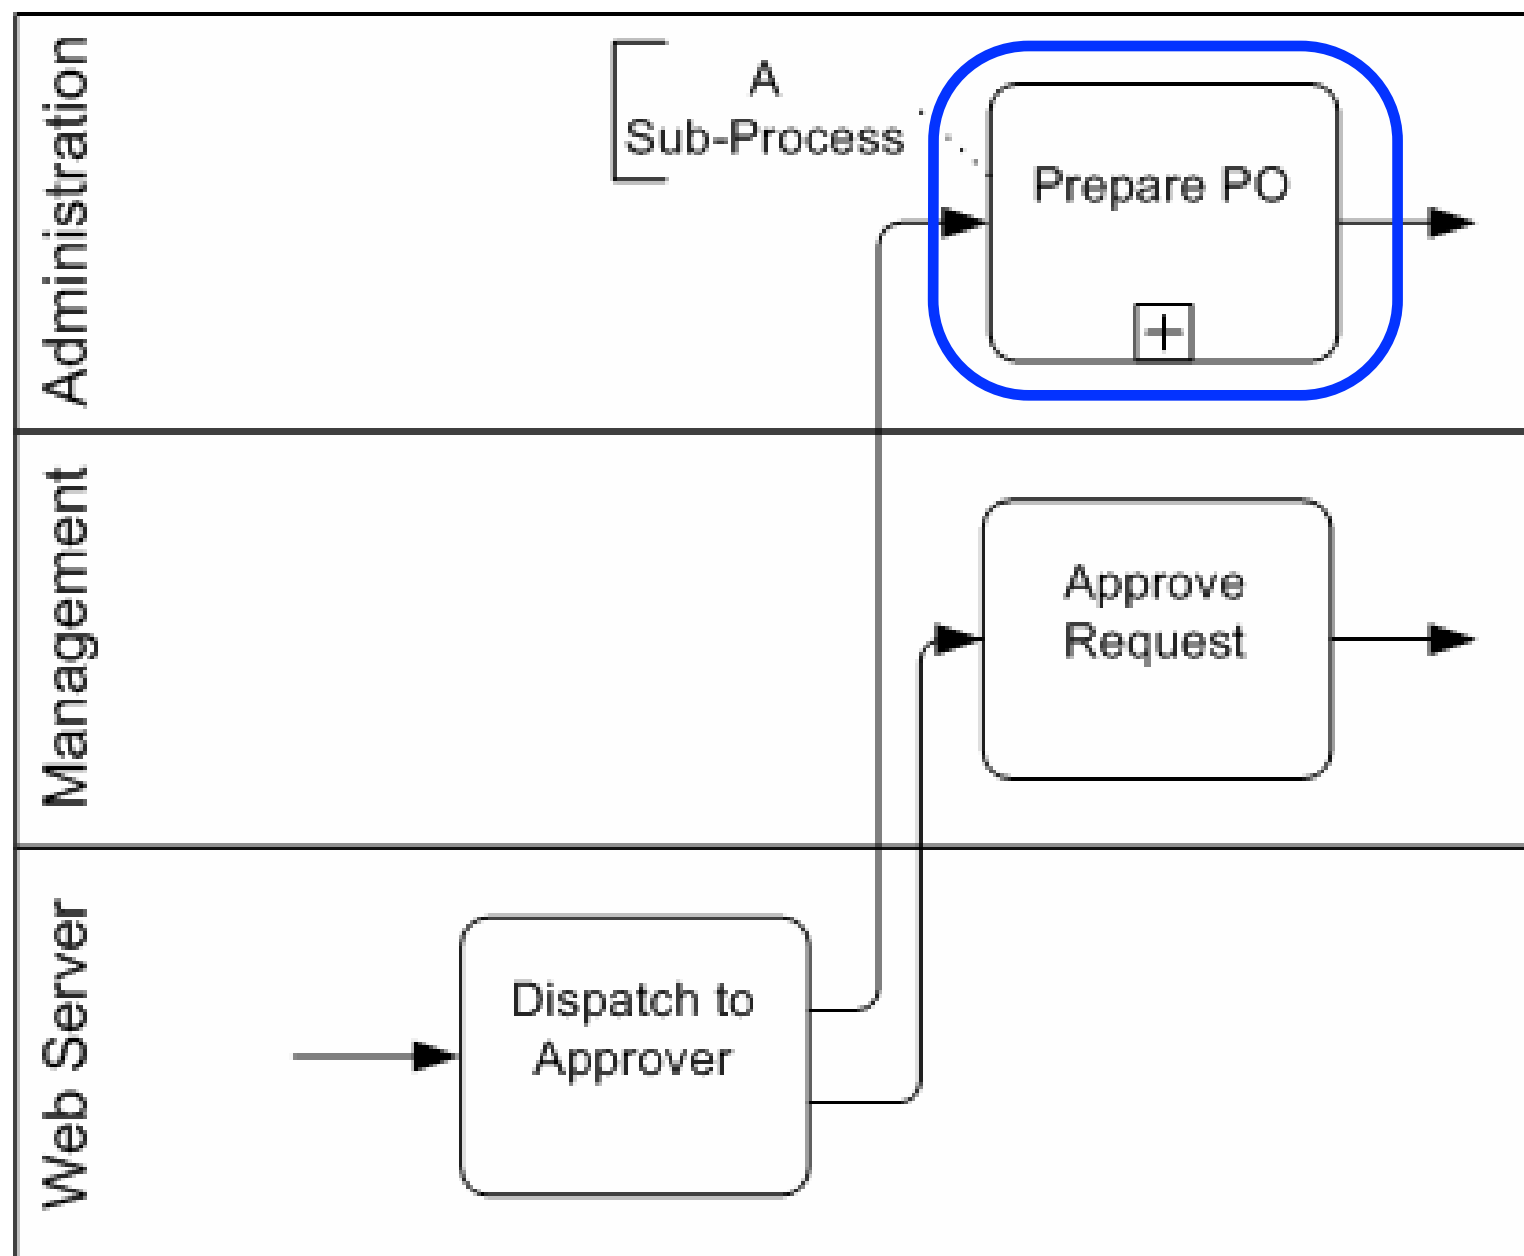 Administration
A
Sub-Process
Prepare PO
Management
Approve
Request
Web Server
Dispatch to
Approver